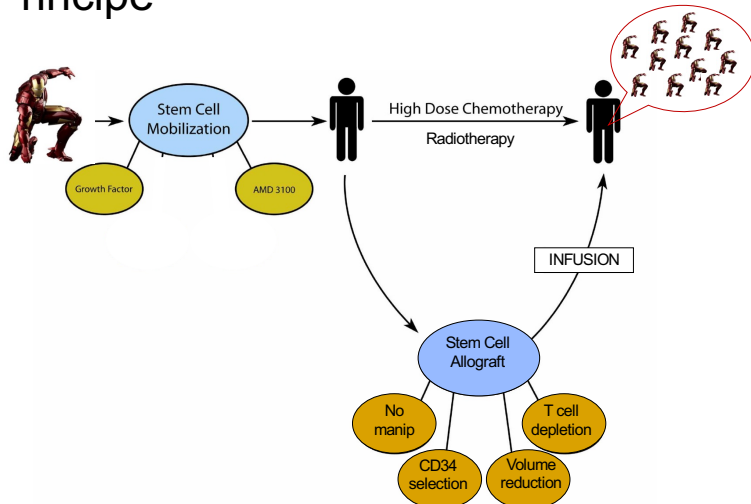 Stem Cell
Mobilization
Growth Factor
AMD 3100
High Dose Chemotherapy
Radiotherapy
INFUSION
Stem Cell
Allograft
No
manip
CD34
selection
Volume
reduction
T cell
depletion